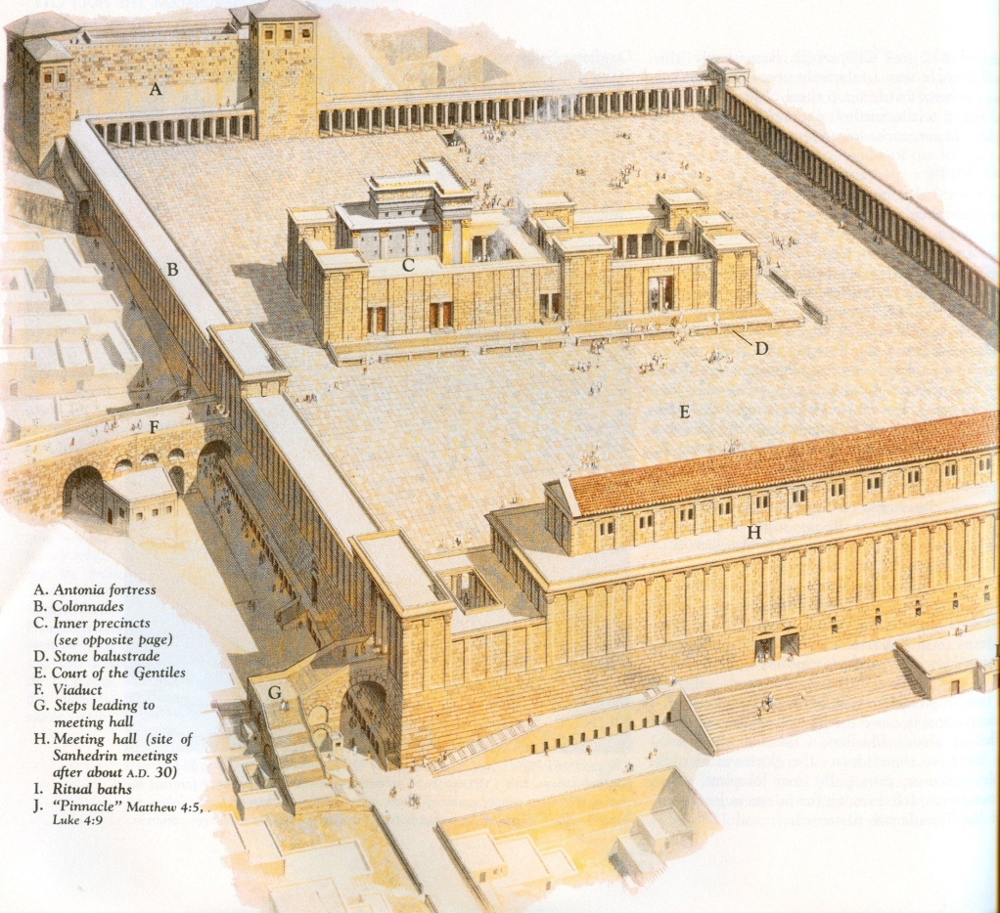 A
B
C
D
E
F
G
H
A. Antonia fortress
B. Colonnades
C. Inner precincts
(see opposite page)
D. Stone balustrade
E. Court of the Gentiles
F. Viaduct
G. Steps leading to
meeting hall
H. Meeting hall (site of
Sanhedrin meetings
after about A.D. 30)
I. Ritual baths
J. "Pinnacle" Matthew 4:5,
Luke 4:9